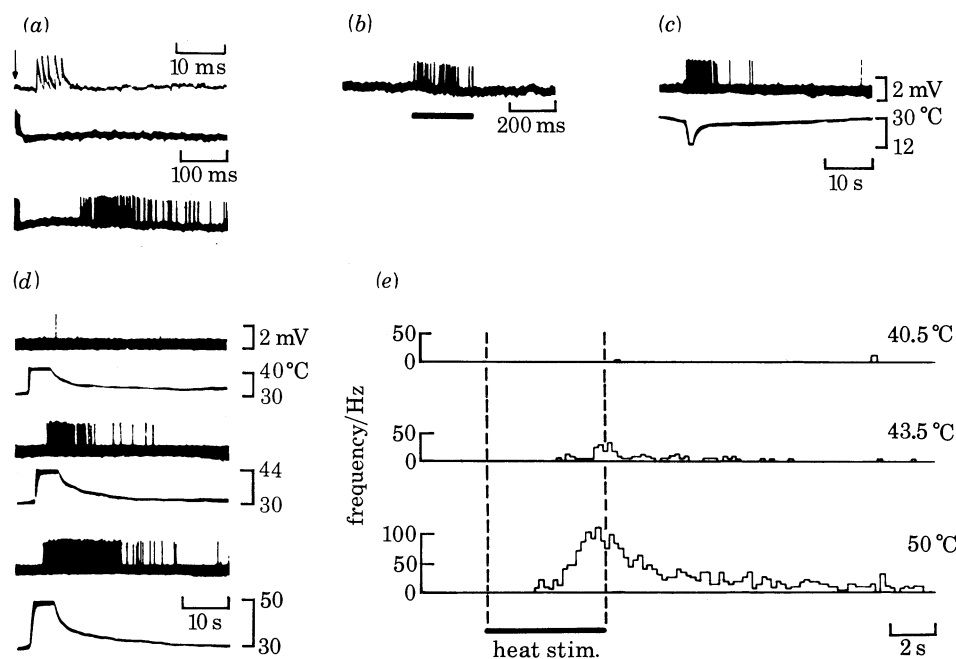 (a)
10 ms
100 ms
(b)
200 ms
(c)
2 mV
30 °C
12
10 s
(d)
2 mV
40 °C
30
44
30
50
30
10 s
(e)
frequency/Hz
50
0
40.5 °C
50
0
43.5 °C
100
50
0
50 °C
heat stim.
2 s